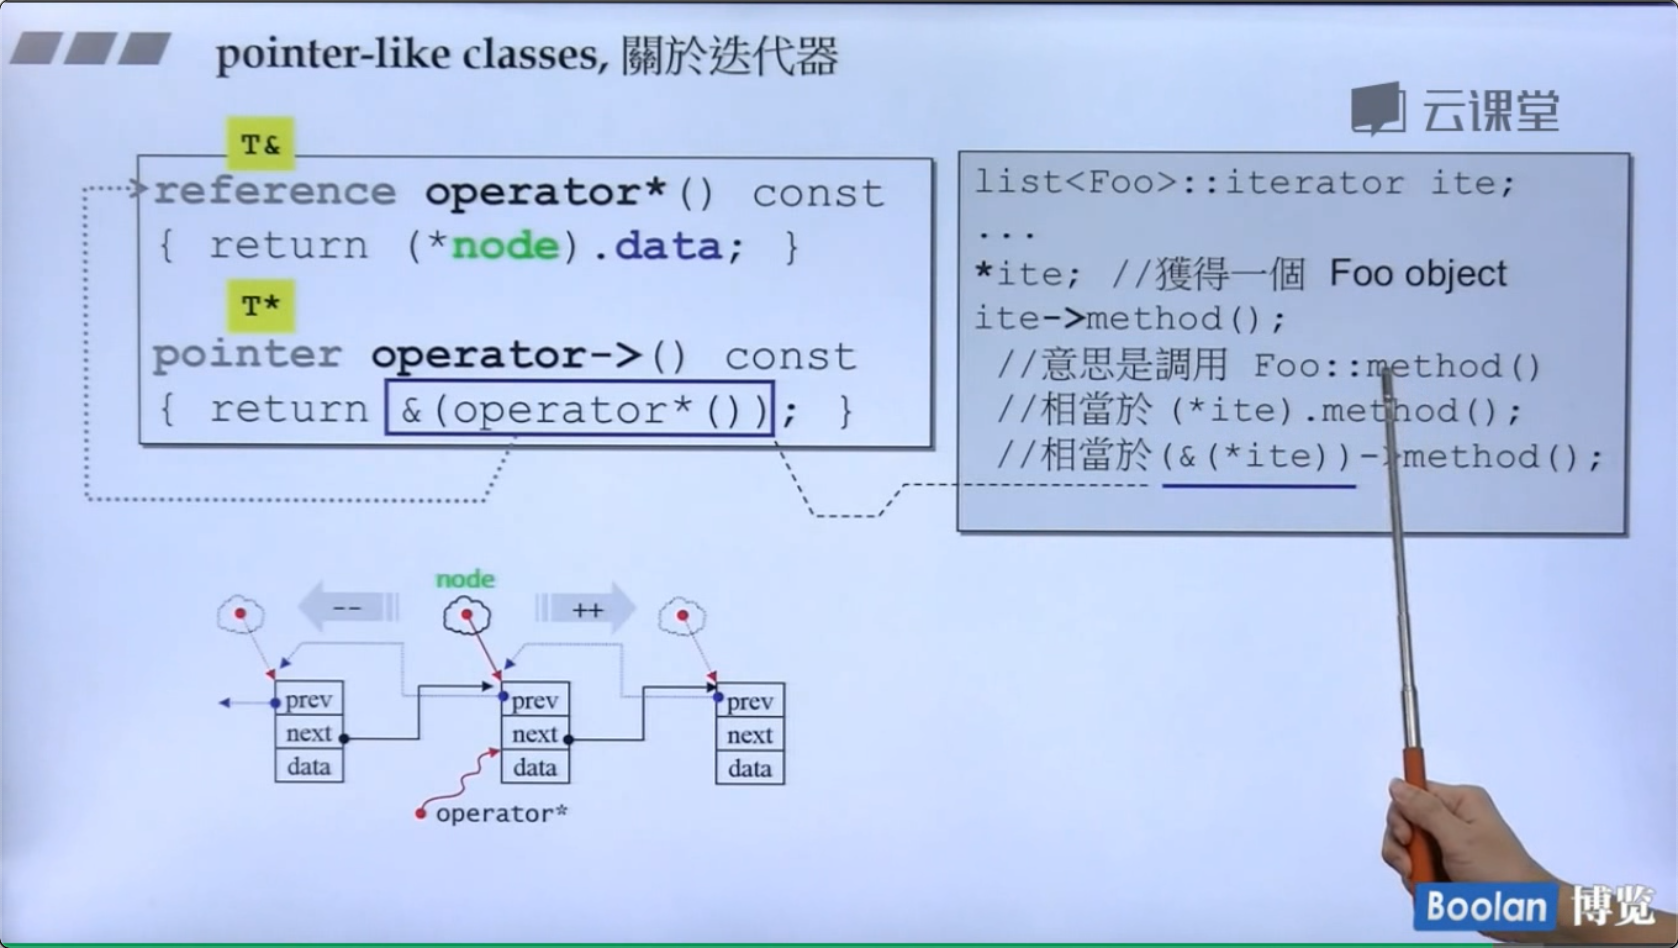 pointer-like classes, 關於迭代器
云课堂
T&
reference operator*() const
{ return (*node).data; }
T*
pointer operator->() const
{ return &(operator*()); }
list<Foo>::iterator ite;
...
*ite; //獲得一個 Foo object
ite->method();
//意思是調用 Foo::method()
//相當於 (*ite).method();
//相當於(&(*ite))->method();
node
--
++
prev
next
data
prev
next
data
prev
next
data
operator*
Boolan 博览